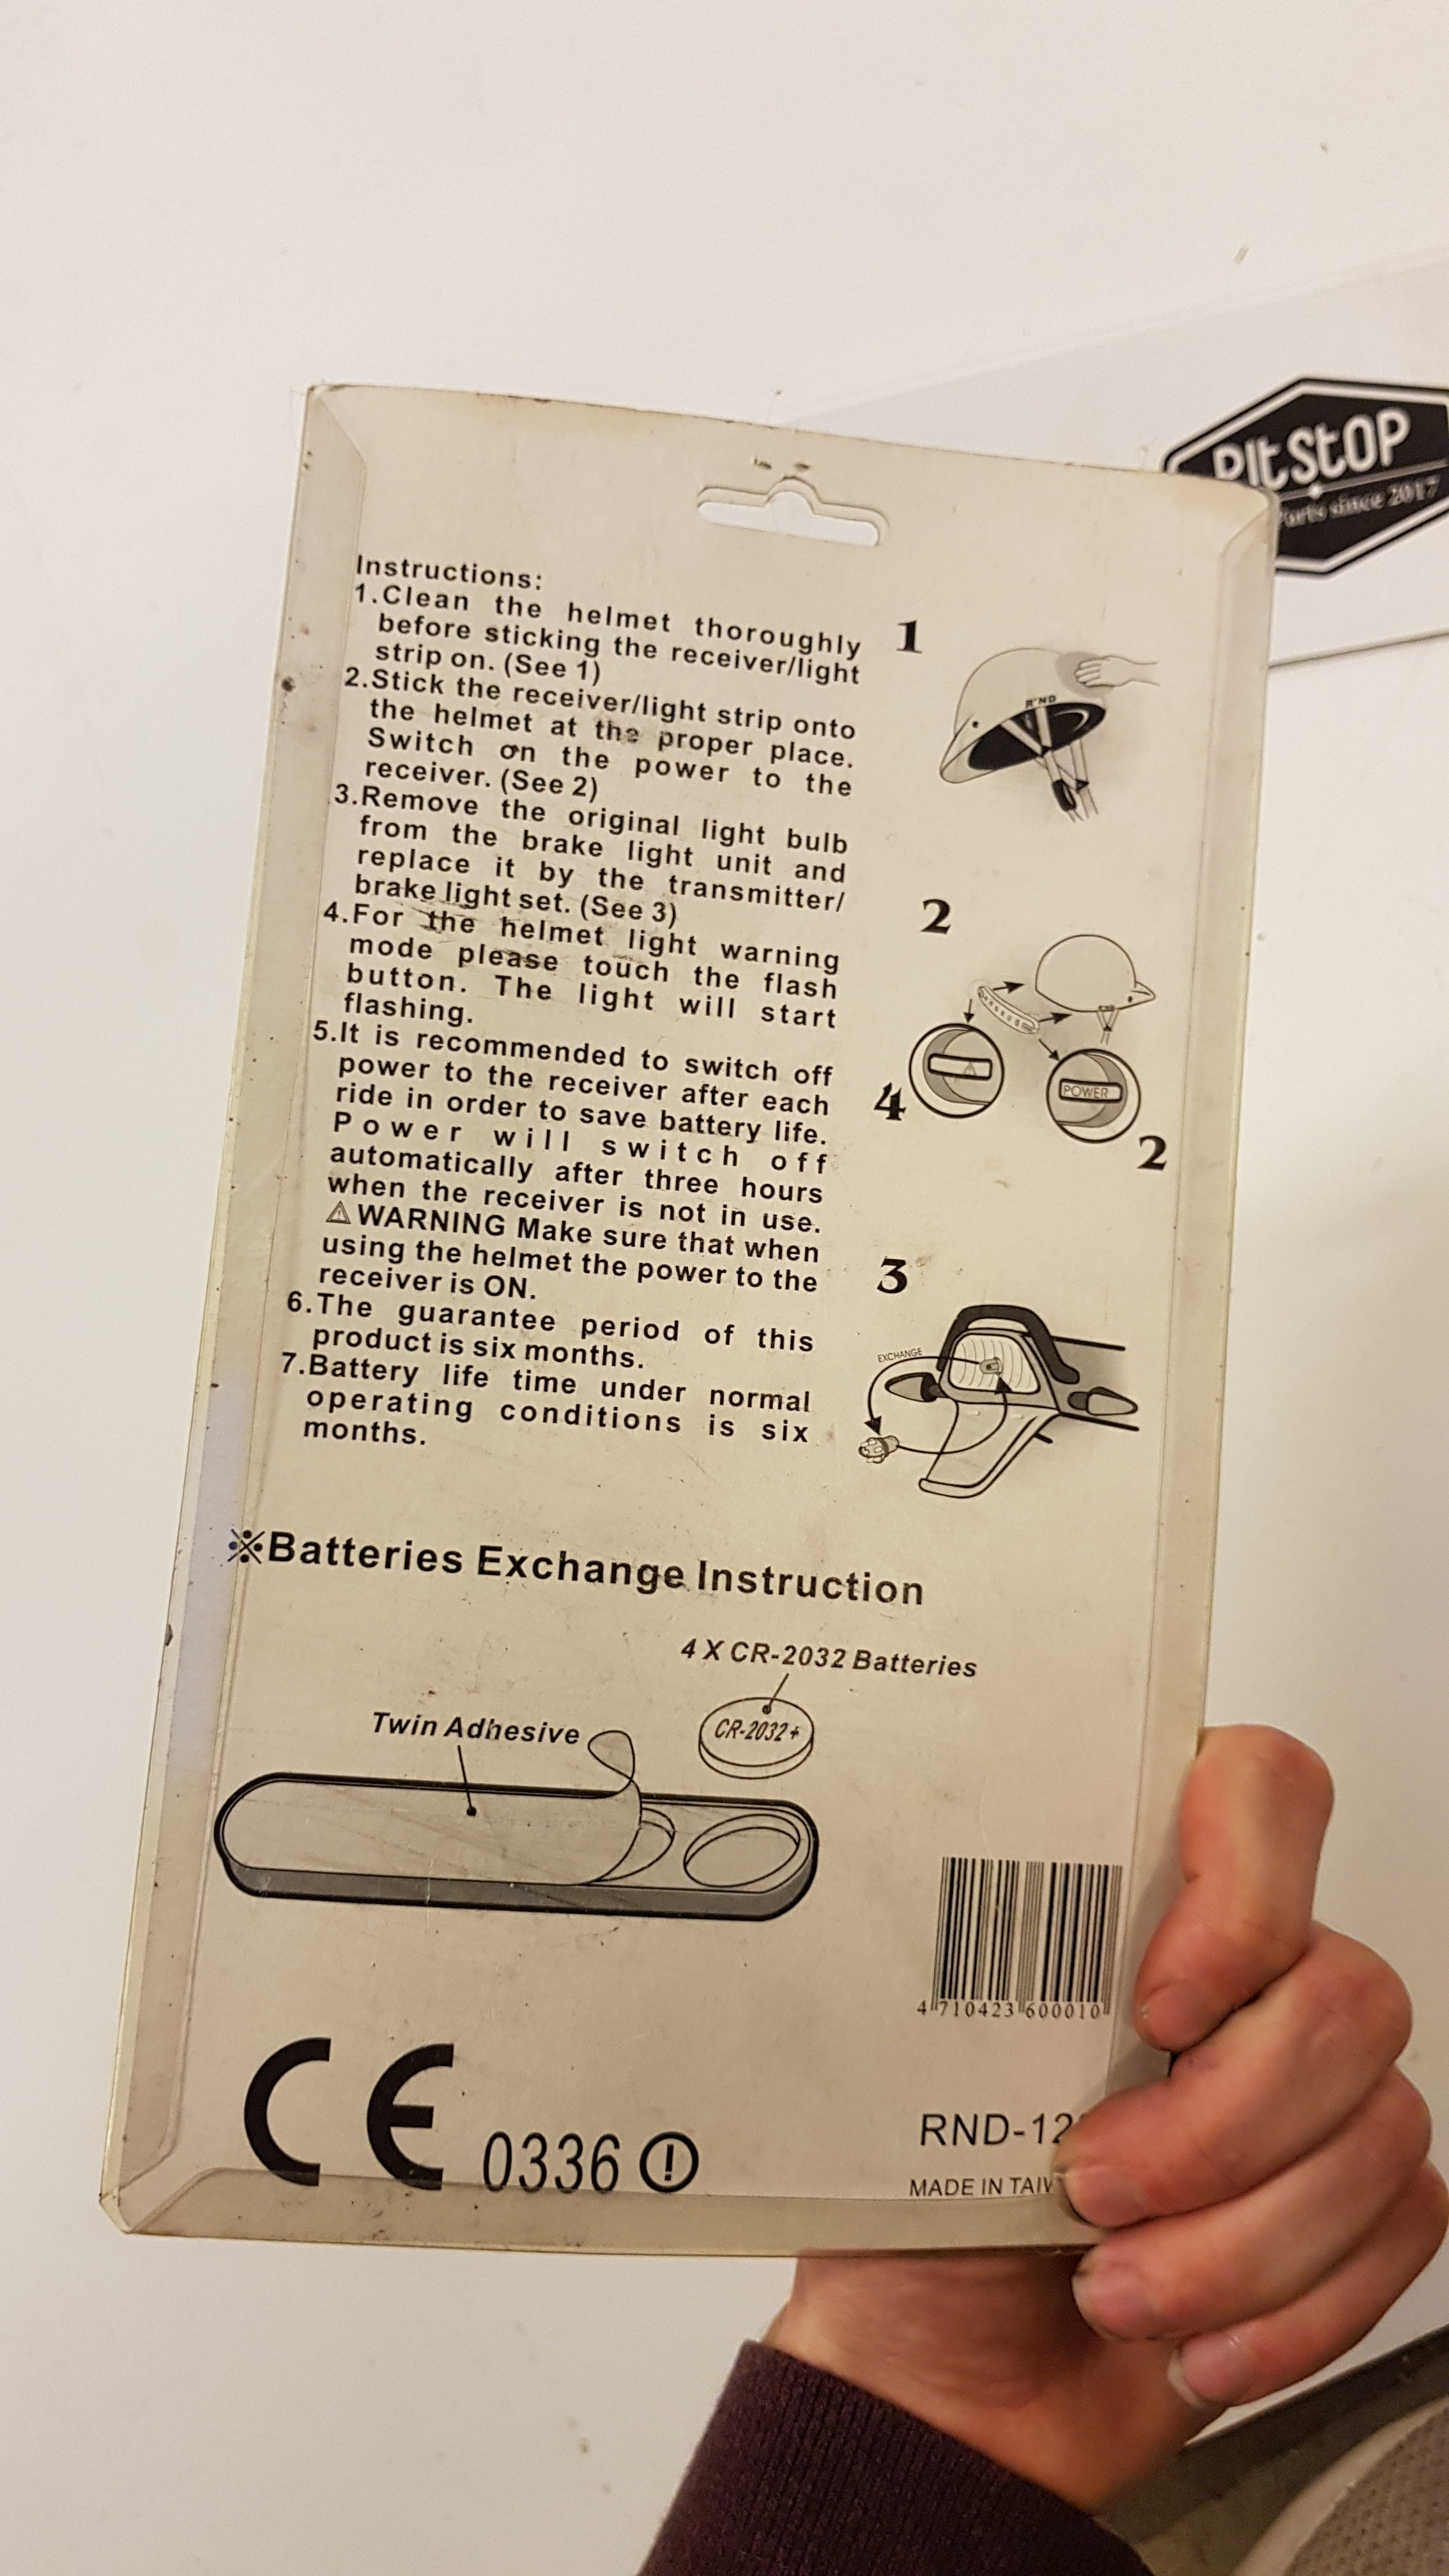 PitStOP
Parts since 2017
Instructions:
1.Clean the helmet thoroughly
before sticking the receiver/light
strip on. (See 1)
2.Stick the receiver/light strip onto
the helmet at the proper place.
Switch on the power to the
receiver. (See 2)
3.Remove the original light bulb
from the brake light unit and
replace it by the transmitter/
brake light set. (See 3)
4.For the helmet light warning
mode please touch the flash
button. The light will start
flashing.
5.It is recommended to switch off
power to the receiver after each
ride in order to save battery life.
Power will switch off
automatically after three hours
when the receiver is not in use.
⚠WARNING Make sure that when
using the helmet the power to the
receiver is ON.
6.The guarantee period of this
product is six months.
7.Battery life time under normal
operating conditions is six
months.
1
R'ND
2
4
POWER
2
3
EXCHANGE
※Batteries Exchange Instruction
4 X CR-2032 Batteries
CR-2032+
Twin Adhesive
4 710423 600010
CE 0336
RND-12
MADE IN TAIW